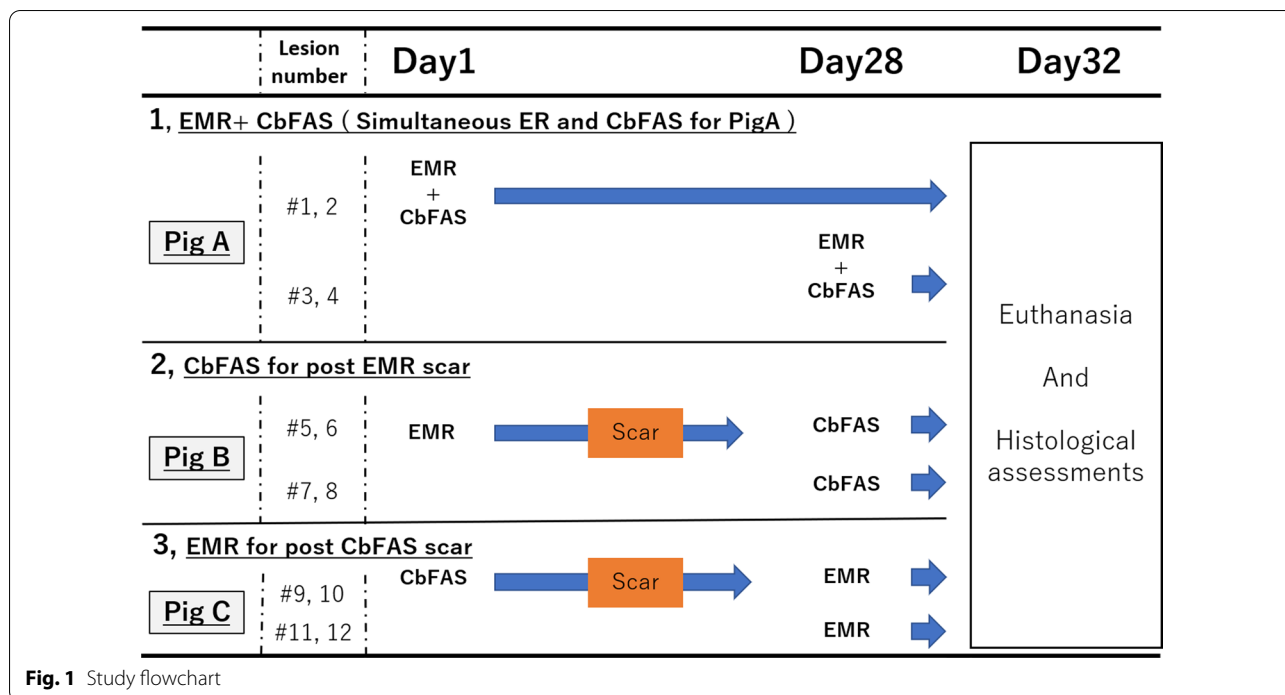 Lesion
number
Day1
Day28
Day32
1, EMR+ CbFAS ( Simultaneous ER and CbFAS for PigA )
Pig A
#1, 2
EMR
+
CbFAS
#3, 4
EMR
+
CbFAS
2, CbFAS for post EMR scar
Pig B
#5, 6
EMR
Scar
CbFAS
#7, 8
CbFAS
3, EMR for post CbFAS scar
Pig C
#9, 10
CbFAS
Scar
EMR
#11, 12
EMR
Euthanasia
And
Histological
assessments
Fig. 1 Study flowchart